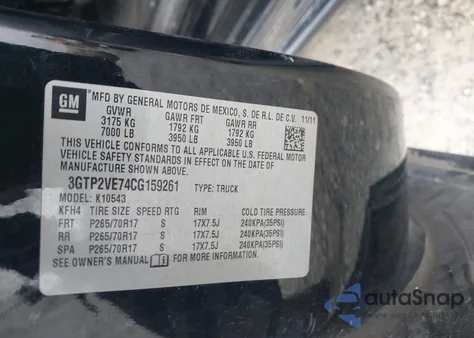 GM
MFD BY GENERAL MOTORS DE MEXICO, S. DE R.L. DE C.V. 11/11
GVWR GAWR FRT GAWR RR
3175 KG 1792 KG 1792 KG
7000 LB 3950 LB 3950 LB
THIS VEHICLE CONFORMS TO ALL APPLICABLE U.S. FEDERAL
MOTOR VEHICLE SAFETY, BUMPER, AND THEFT PREVENTION
STANDARDS IN EFFECT ON THE DATE OF MANUFACTURE
SHOWN ABOVE.
3GTP2VE74CG159261 TYPE: TRUCK
MODEL: K10543
KFH4 TIRE SIZE SPEED RTG RIM COLD TIRE PRESSURE
FRT P265/70R17 S 17X7.5J 240KPA(35PSI)
RR P265/70R17 S 17X7.5J 240KPA(35PSI)
SPA P265/70R17 S 17X7.5J 240KPA(35PSI)
SEE OWNER'S MANUAL FOR MORE INFORMATION.
autoSnap